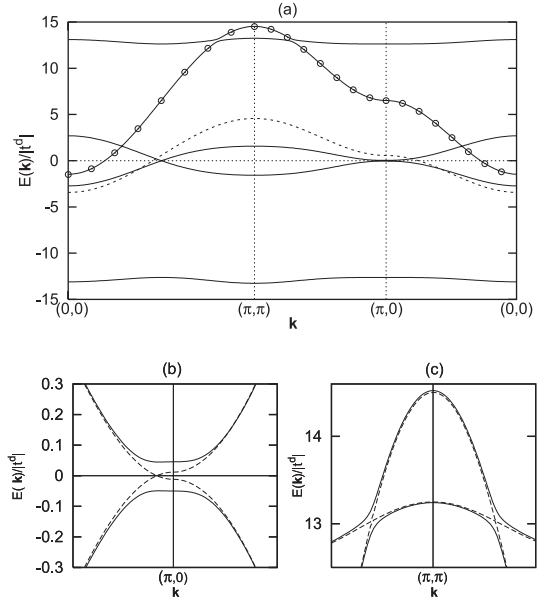 (a)
15
10
5
0
-5
-10
-15
E(k)/|t^d|
(0,0) (π,π) (π,0) (0,0)
k
(b)
0.3
0.2
0.1
0
-0.1
-0.2
-0.3
E( k)/|t^d|
(π,0)
k
(c)
14
13
E(k)/|t^d|
(π,π)
k